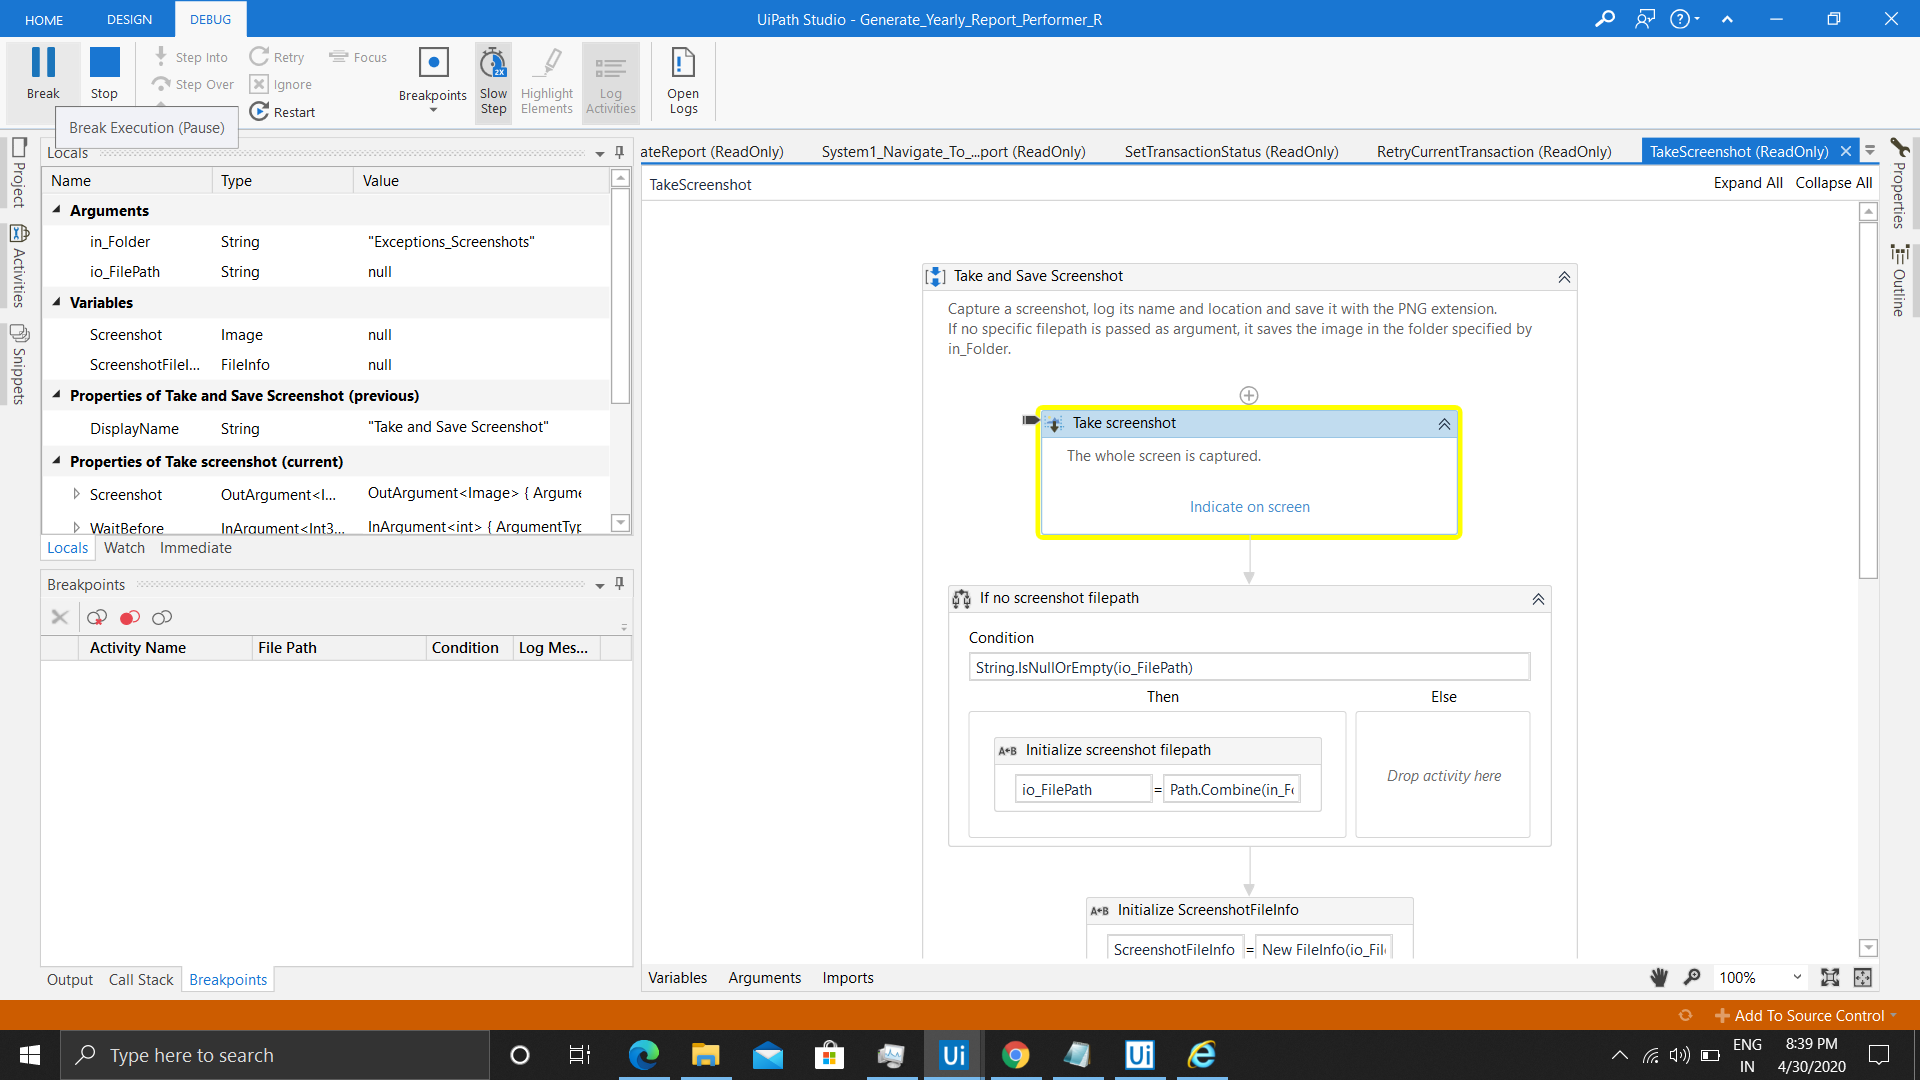 HOME DESIGN DEBUG
UiPath Studio - Generate_Yearly_Report_Performer_R
Break
Stop
Step Into
Step Over
Retry
Ignore
Restart
Focus
Breakpoints
Slow
Step
2X
Highlight
Elements
Log
Activities
Open
Logs
Break Execution (Pause)
Project
Activities
Snippets
Locals
Name Type Value
Arguments
in_Folder String "Exceptions_Screenshots"
io_FilePath String null
Variables
Screenshot Image null
ScreenshotFileI... FileInfo null
Properties of Take and Save Screenshot (previous)
DisplayName String "Take and Save Screenshot"
Properties of Take screenshot (current)
Screenshot OutArgument<I... OutArgument<Image> { Argume
WaitBefore InArgument<Int3... InArgument<int> { ArgumentTyp
Locals Watch Immediate
Breakpoints
Activity Name File Path Condition Log Mes...
Output Call Stack Breakpoints
ateReport (ReadOnly) System1_Navigate_To_...port (ReadOnly) SetTransactionStatus (ReadOnly) RetryCurrentTransaction (ReadOnly) TakeScreenshot (ReadOnly)
TakeScreenshot
Expand All Collapse All
Take and Save Screenshot
Capture a screenshot, log its name and location and save it with the PNG extension.
If no specific filepath is passed as argument, it saves the image in the folder specified by
in_Folder.
Take screenshot
The whole screen is captured.
Indicate on screen
If no screenshot filepath
Condition
String.IsNullOrEmpty(io_FilePath)
Then Else
A←B Initialize screenshot filepath
io_FilePath = Path.Combine(in_Fo
Drop activity here
A←B Initialize ScreenshotFileInfo
ScreenshotFileInfo = New FileInfo(io_File
Variables Arguments Imports
100%
Properties
Outline
Add To Source Control
Type here to search
Ui
Ui
ENG
IN
8:39 PM
4/30/2020